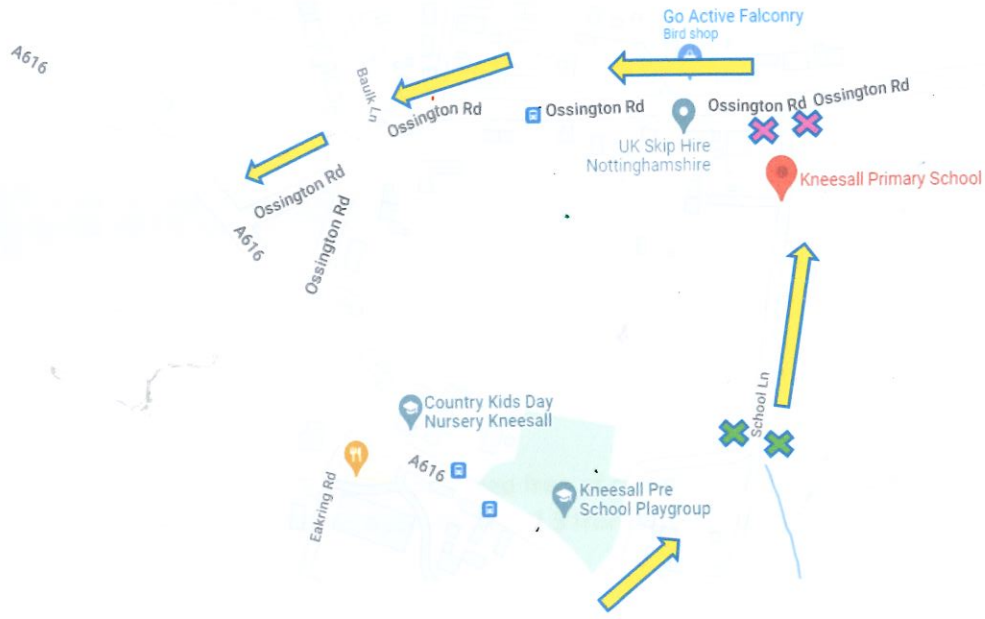 Go Active Falconry
Bird shop
A616
Baulk Ln
Ossington Rd
Ossington Rd
Ossington Rd
Ossington Rd
UK Skip Hire
Nottinghamshire
Kneesall Primary School
Ossington Rd
A616
Ossington Rd
School Ln
Country Kids Day
Nursery Kneesall
A616
Eakring Rd
Kneesall Pre
School Playgroup